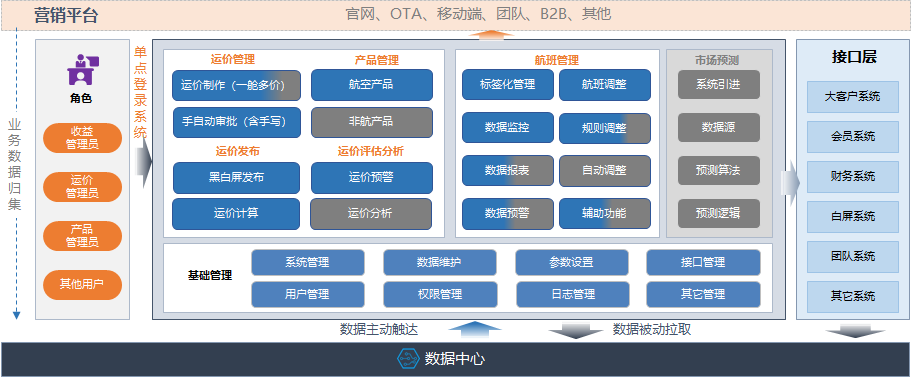 营销平台
官网、OTA、移动端、团队、B2B、其他
业务数据归集
角色
收益
管理员
运价
管理员
产品
管理员
其他用户
单点登录系统
运价管理
运价制作（一舱多价）
手自动审批（含手写）
产品管理
航空产品
非航产品
运价发布
黑白屏发布
运价计算
运价评估分析
运价预警
运价分析
航班管理
标签化管理
航班调整
数据监控
规则调整
数据报表
自动调整
数据预警
辅助功能
市场预测
系统引进
数据源
预测算法
预测逻辑
基础管理
系统管理
数据维护
参数设置
接口管理
用户管理
权限管理
日志管理
其它管理
接口层
大客户系统
会员系统
财务系统
白屏系统
团队系统
其它系统
数据主动触达
数据被动拉取
数据中心